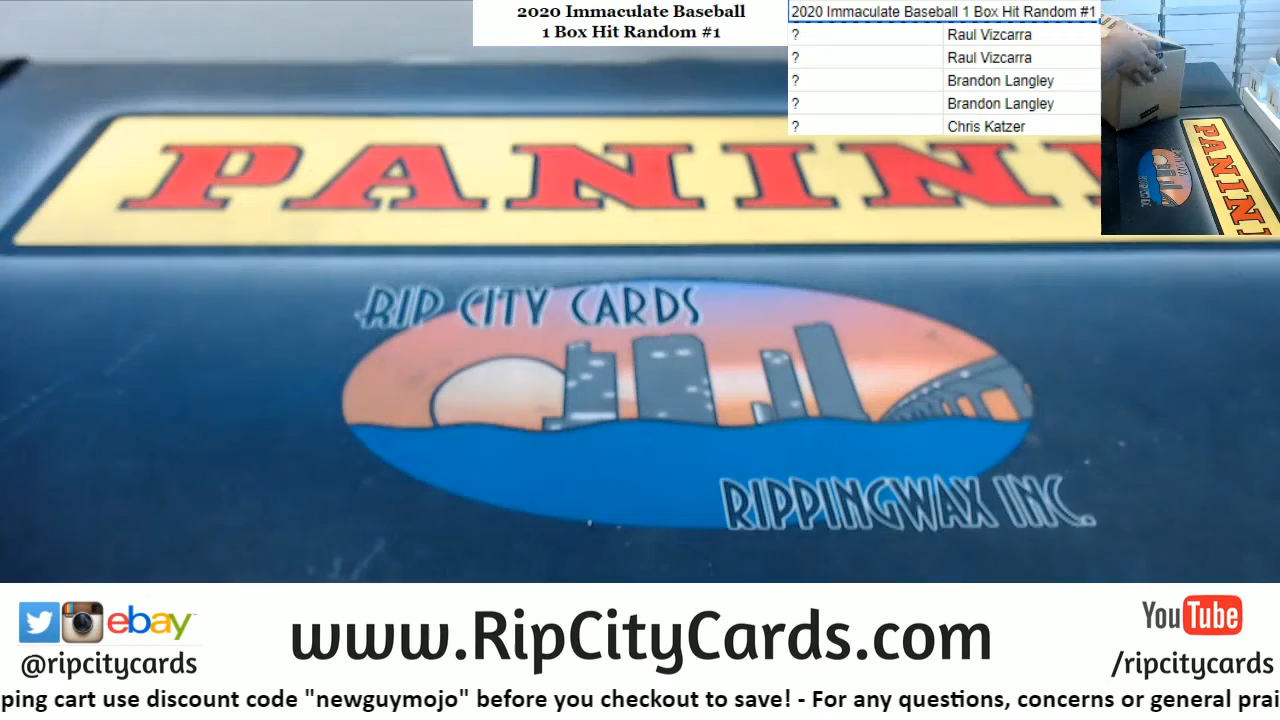 2020 Immaculate Baseball
1 Box Hit Random #1
2020 Immaculate Baseball 1 Box Hit Random #1
? Raul Vizcarra
? Raul Vizcarra
? Brandon Langley
? Brandon Langley
? Chris Katzer
PANINI
PANINI
RIP CITY CARDS
RIPPINGWAX INC.
ebay
@ripcitycards
www.RipCityCards.com
YouTube
/ripcitycards
ping cart use discount code "newguymojo" before you checkout to save! - For any questions, concerns or general prai